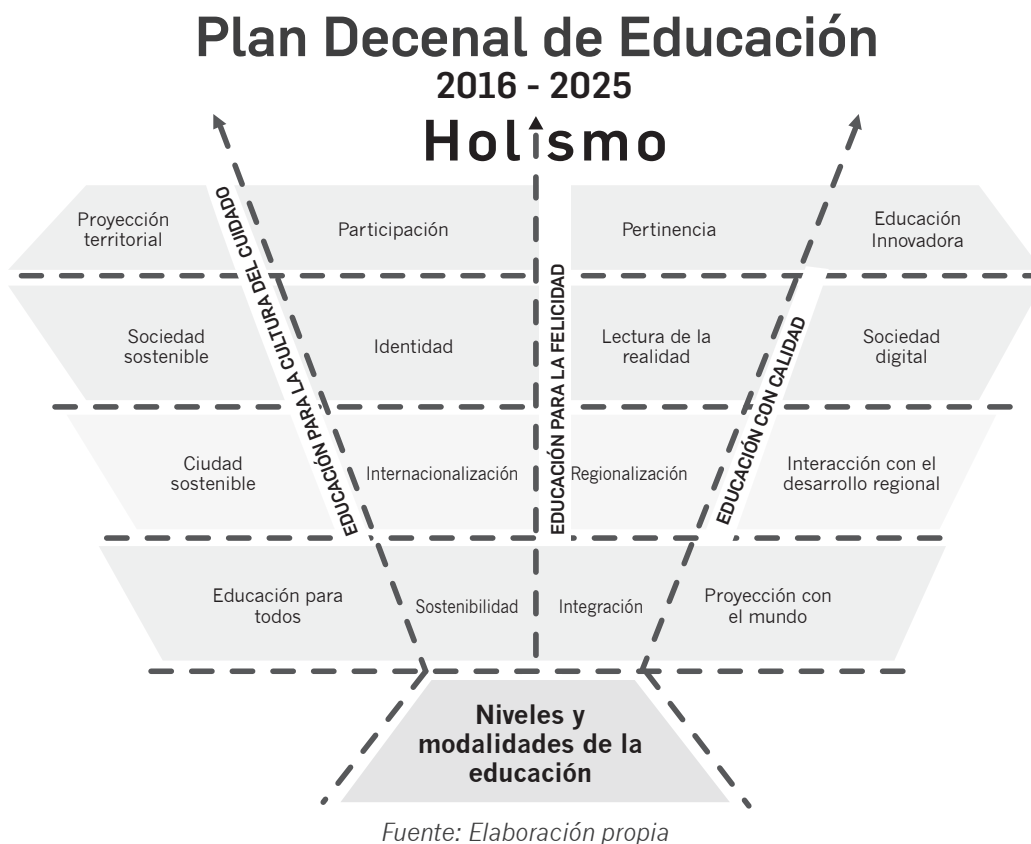 Plan Decenal de Educación
2016 - 2025
Holismo
Proyección
territorial
EDUCACIÓN PARA LA CULTURA DEL CUIDADO
Participación
EDUCACIÓN PARA LA FELICIDAD
Pertinencia
Educación
Innovadora
Sociedad
sostenible
Identidad
Lectura de la
realidad
EDUCACIÓN CON CALIDAD
Sociedad
digital
Ciudad
sostenible
Internacionalización
Regionalización
Interacción con el
desarrollo regional
Educación para
todos
Sostenibilidad
Integración
Proyección con
el mundo
Niveles y
modalidades de la
educación
Fuente: Elaboración propia